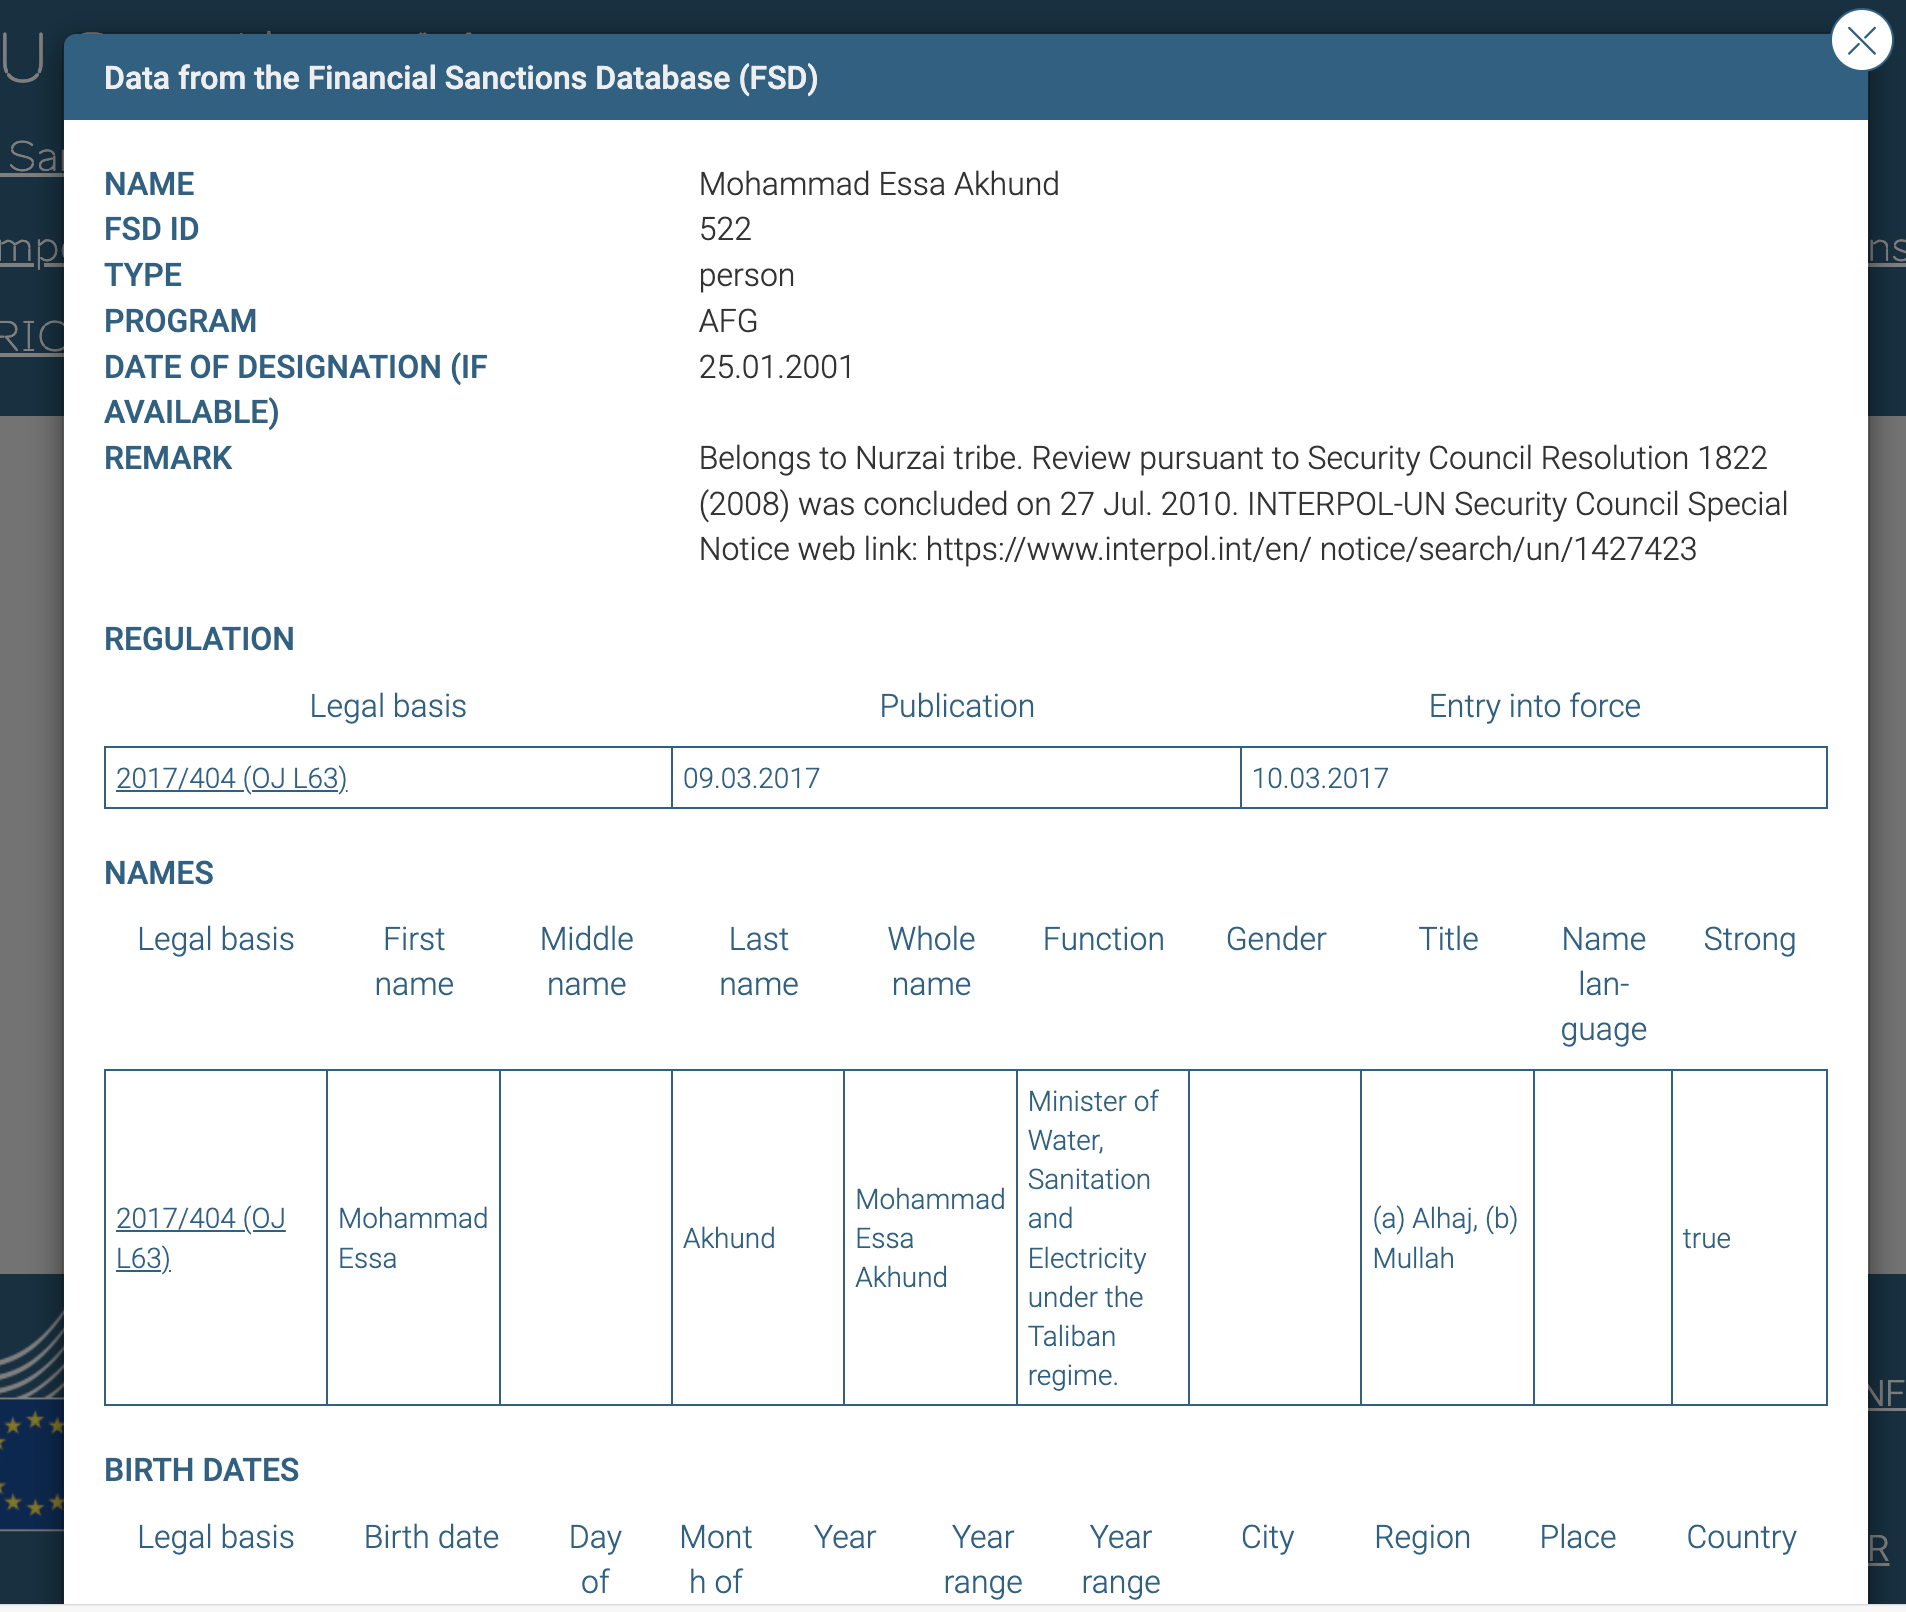 Data from the Financial Sanctions Database (FSD)
NAME Mohammad Essa Akhund
FSD ID 522
TYPE person
PROGRAM AFG
DATE OF DESIGNATION (IF 25.01.2001
AVAILABLE)
REMARK Belongs to Nurzai tribe. Review pursuant to Security Council Resolution 1822
(2008) was concluded on 27 Jul. 2010. INTERPOL-UN Security Council Special
Notice web link: https://www.interpol.int/en/ notice/search/un/1427423
REGULATION
Legal basis Publication Entry into force
2017/404 (OJ L63) 09.03.2017 10.03.2017
NAMES
Legal basis First name Middle name Last name Whole name Function Gender Title Name lan-guage Strong
2017/404 (OJ
L63)
Mohammad
Essa
Akhund
Mohammad
Essa
Akhund
Minister of
Water,
Sanitation
and
Electricity
under the
Taliban
regime.
(a) Alhaj, (b)
Mullah
true
BIRTH DATES
Legal basis Birth date Day Mont Year Year Year City Region Place Country
of h of range range